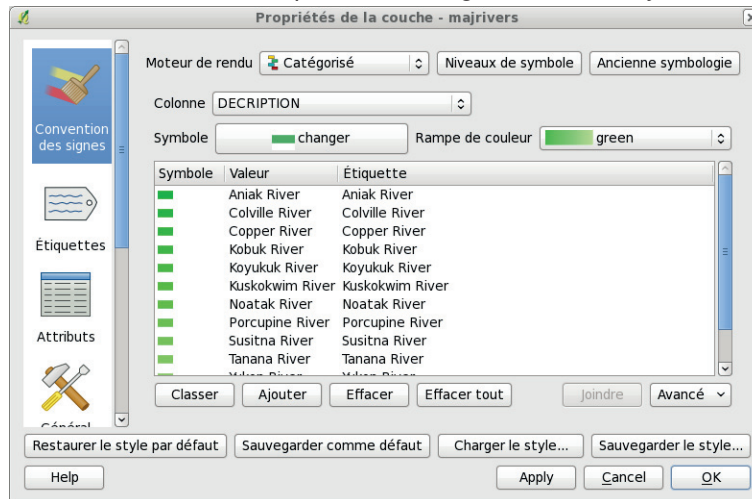 Propriétés de la couche - majrivers
Convention
des signes
Étiquettes
Attributs
Général
Moteur de rendu Catégorisé Niveaux de symbole Ancienne symbologie
Colonne DECRIPTION
Symbole changer Rampe de couleur green
Symbole Valeur Étiquette
Aniak River Aniak River
Colville River Colville River
Copper River Copper River
Kobuk River Kobuk River
Koyukuk River Koyukuk River
Kuskokwim River Kuskokwim River
Noatak River Noatak River
Porcupine River Porcupine River
Susitna River Susitna River
Tanana River Tanana River
Yukon River Yukon River
Classer Ajouter Effacer Effacer tout Joindre Avancé
Restaurer le style par défaut Sauvegarder comme défaut Charger le style... Sauvegarder le style...
Help Apply Cancel OK